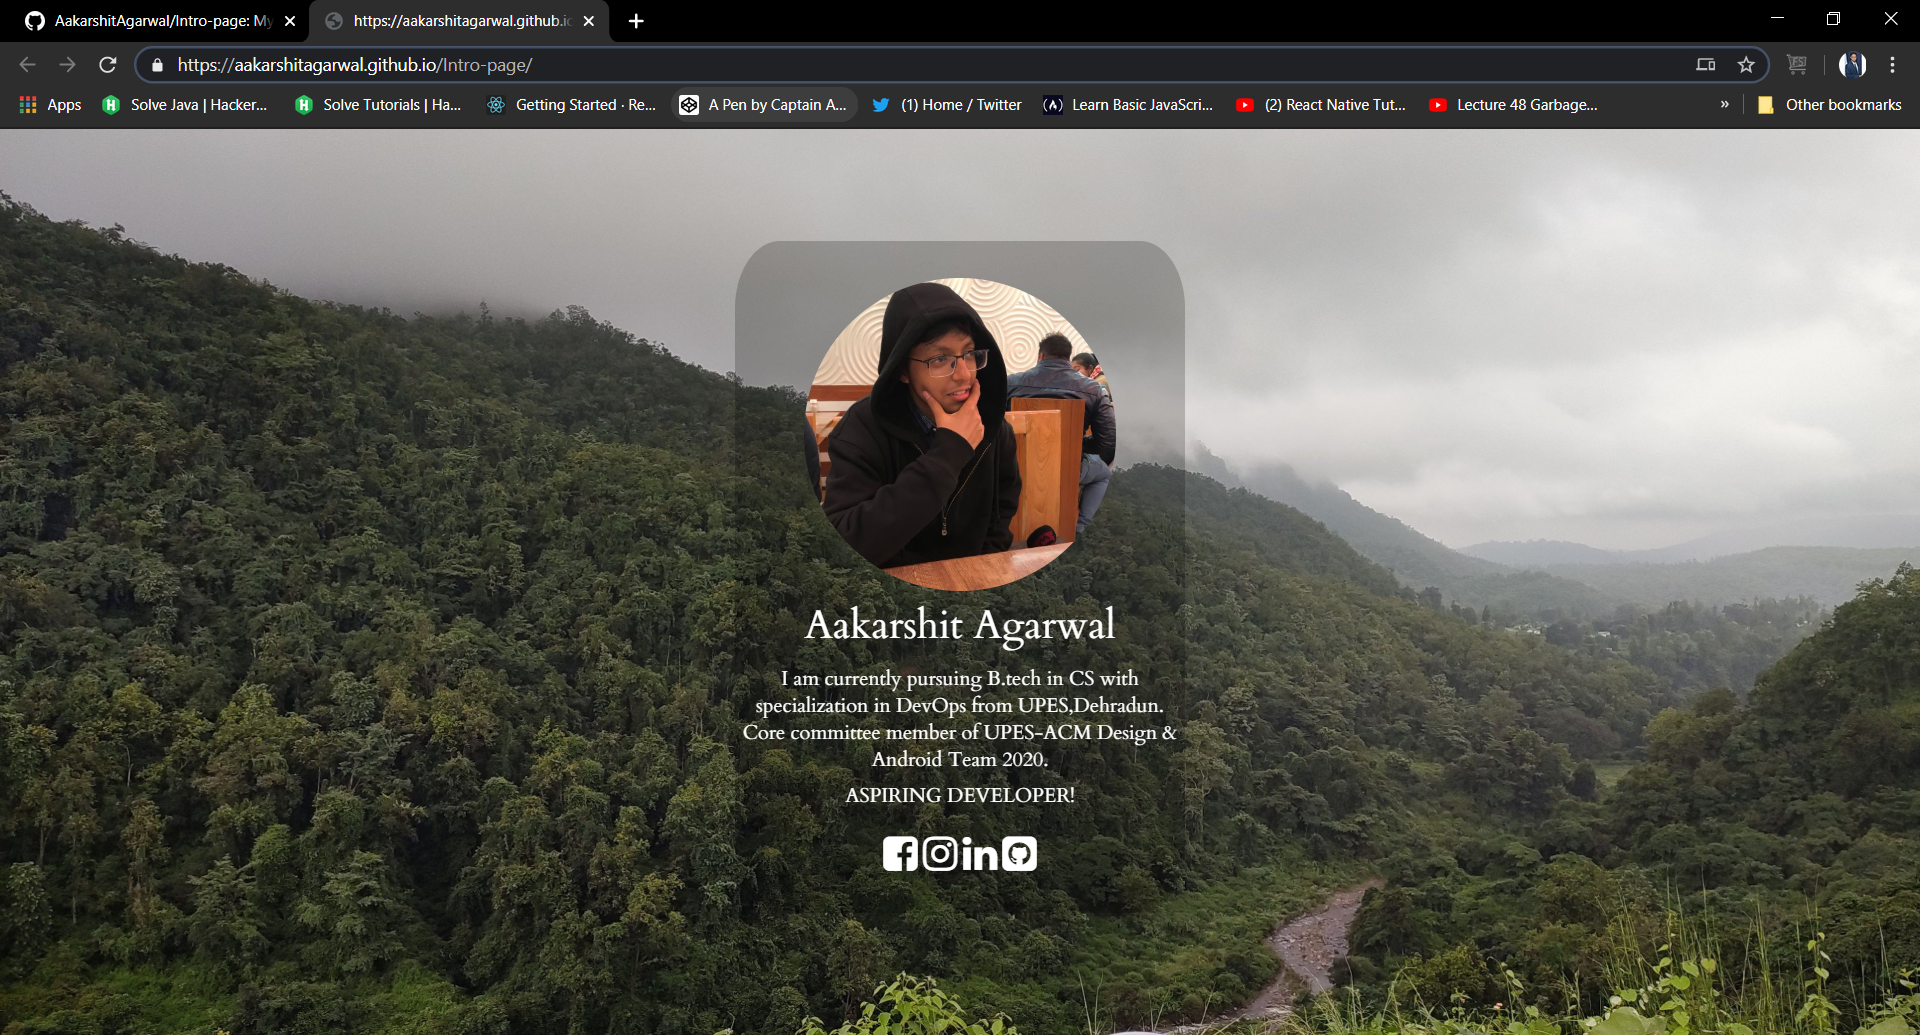 AakarshitAgarwal/Intro-page: My
https://aakarshitagarwal.github.io
https://aakarshitagarwal.github.io/Intro-page/
Apps
Solve Java | Hacker...
Solve Tutorials | Ha...
Getting Started · Re...
A Pen by Captain A...
(1) Home / Twitter
Learn Basic JavaScri...
(2) React Native Tut...
Lecture 48 Garbage...
»
Other bookmarks
Aakarshit Agarwal
I am currently pursuing B.tech in CS with
specialization in DevOps from UPES,Dehradun.
Core committee member of UPES-ACM Design &
Android Team 2020.
ASPIRING DEVELOPER!